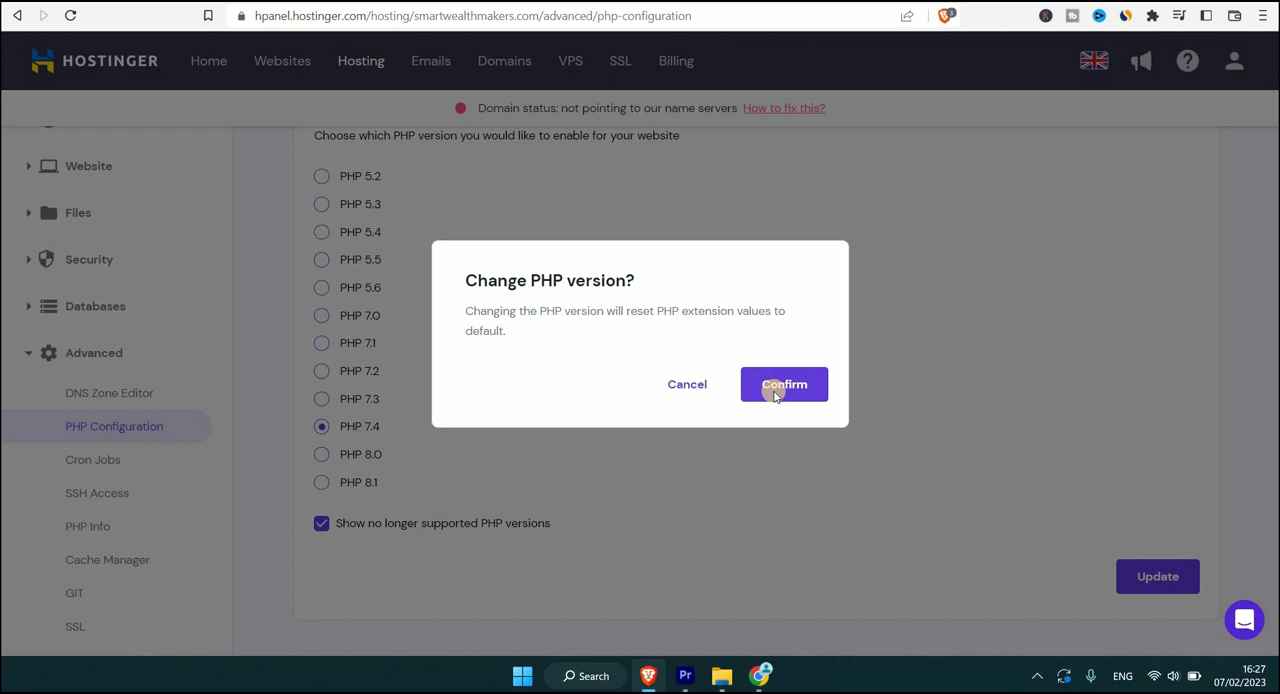 hpanel.hostinger.com/hosting/smartwealthmakers.com/advanced/php-configuration
HOSTINGER
Home
Websites
Hosting
Emails
Domains
VPS
SSL
Billing
Domain status: not pointing to our name servers How to fix this?
Choose which PHP version you would like to enable for your website
Website
Files
Security
Databases
Advanced
DNS Zone Editor
PHP Configuration
Cron Jobs
SSH Access
PHP Info
Cache Manager
GIT
SSL
PHP 5.2
PHP 5.3
PHP 5.4
PHP 5.5
PHP 5.6
PHP 7.0
PHP 7.1
PHP 7.2
PHP 7.3
PHP 7.4
PHP 8.0
PHP 8.1
Show no longer supported PHP versions
Update
Change PHP version?
Changing the PHP version will reset PHP extension values to
default.
Cancel
Confirm
Search
Pr
ENG
16:27
07/02/2023